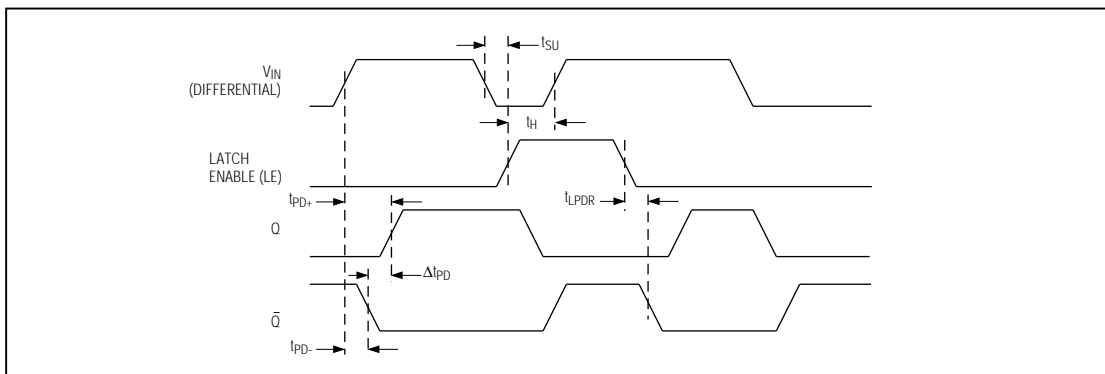 tSU
VIN
(DIFFERENTIAL)
tH
LATCH
ENABLE (LE)
tPD+
tLPDR
Q
ΔtPD
Q̅
tPD-